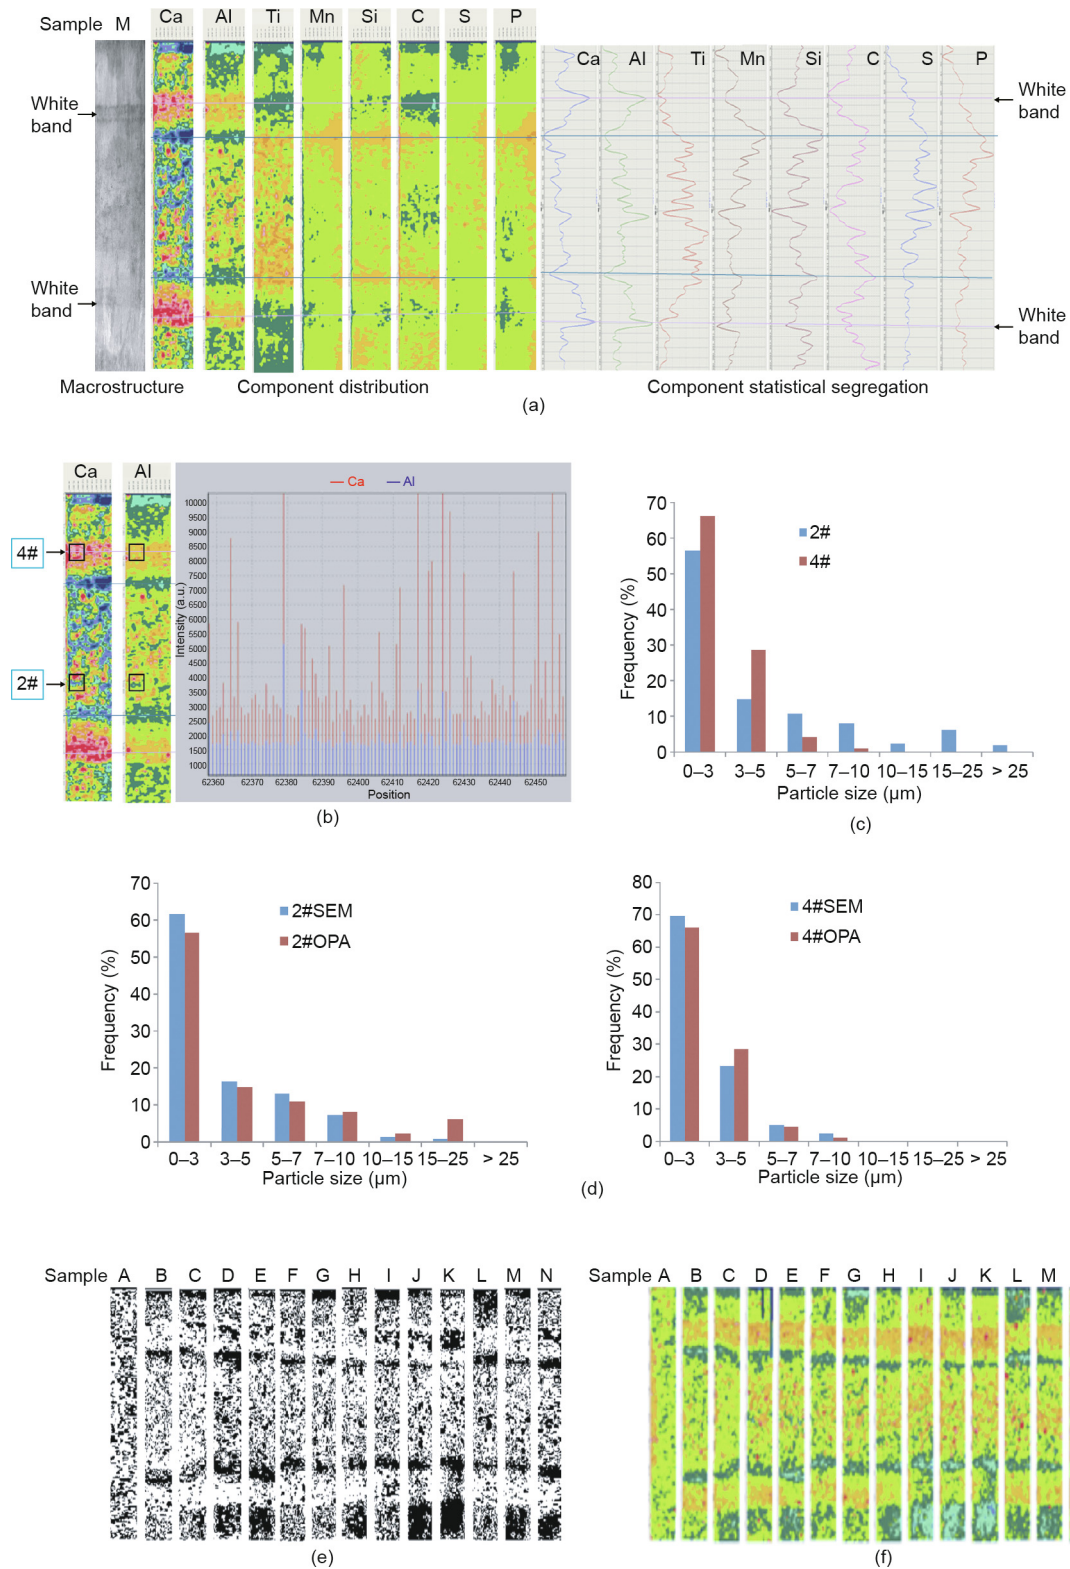 Sample M Ca Al Ti Mn Si C S P
Ca Al Ti Mn Si C S P
White
band
White
band
White
band
White
band
Macrostructure Component distribution Component statistical segregation
(a)
Ca Al
4#
2#
Ca Al
Intensity (a.u.)
10000
9500
9000
8500
8000
7500
7000
6500
6000
5500
5000
4500
4000
3500
3000
2500
2000
1500
1000
62360 62370 62380 62390 62400 62410 62420 62430 62440 62450
Position
(b)
Frequency (%)
70
60
50
40
30
20
10
0
2#
4#
0–3 3–5 5–7 7–10 10–15 15–25 > 25
Particle size (µm)
(c)
Frequency (%)
70
60
50
40
30
20
10
0
2#SEM
2#OPA
0–3 3–5 5–7 7–10 10–15 15–25 > 25
Particle size (µm)
Frequency (%)
80
70
60
50
40
30
20
10
0
4#SEM
4#OPA
0–3 3–5 5–7 7–10 10–15 15–25 > 25
Particle size (µm)
(d)
Sample A B C D E F G H I J K L M N
(e)
Sample A B C D E F G H I J K L M
(f)